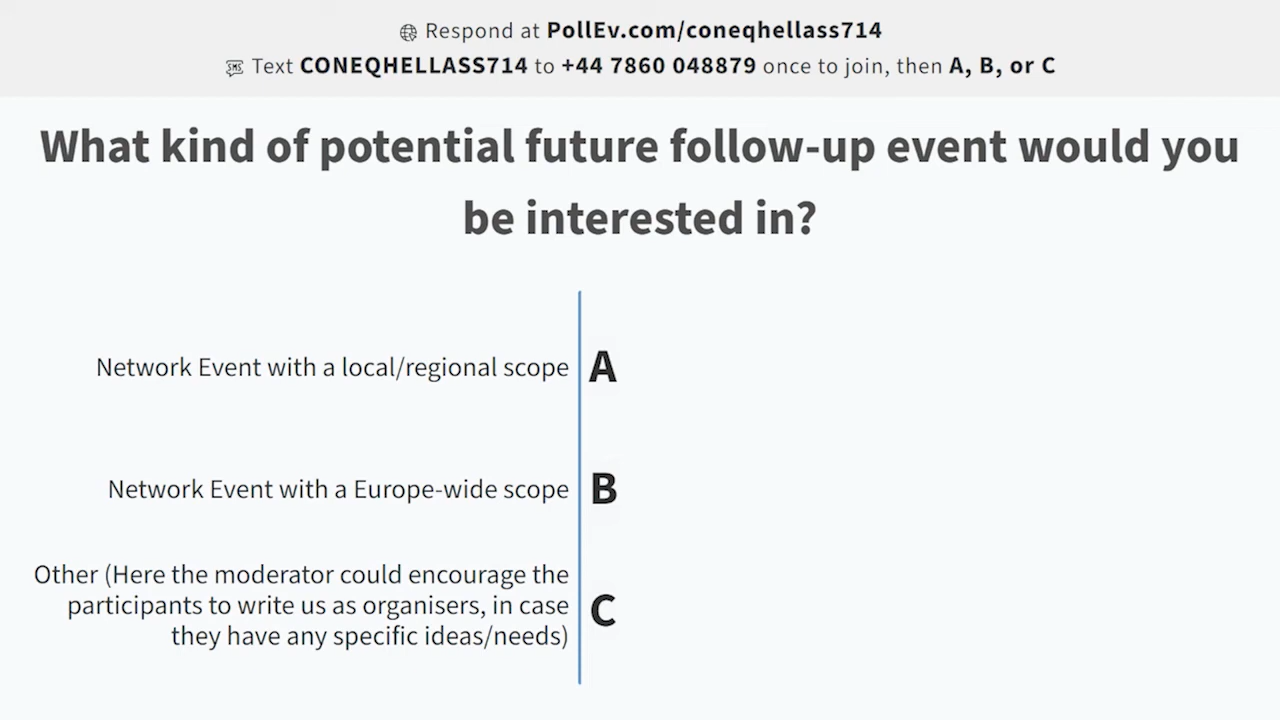 Respond at PollEv.com/coneqhellass714
SMS Text CONEQHELLASS714 to +44 7860 048879 once to join, then A, B, or C
What kind of potential future follow-up event would you
be interested in?
Network Event with a local/regional scope A
Network Event with a Europe-wide scope B
Other (Here the moderator could encourage the
participants to write us as organisers, in case C
they have any specific ideas/needs)